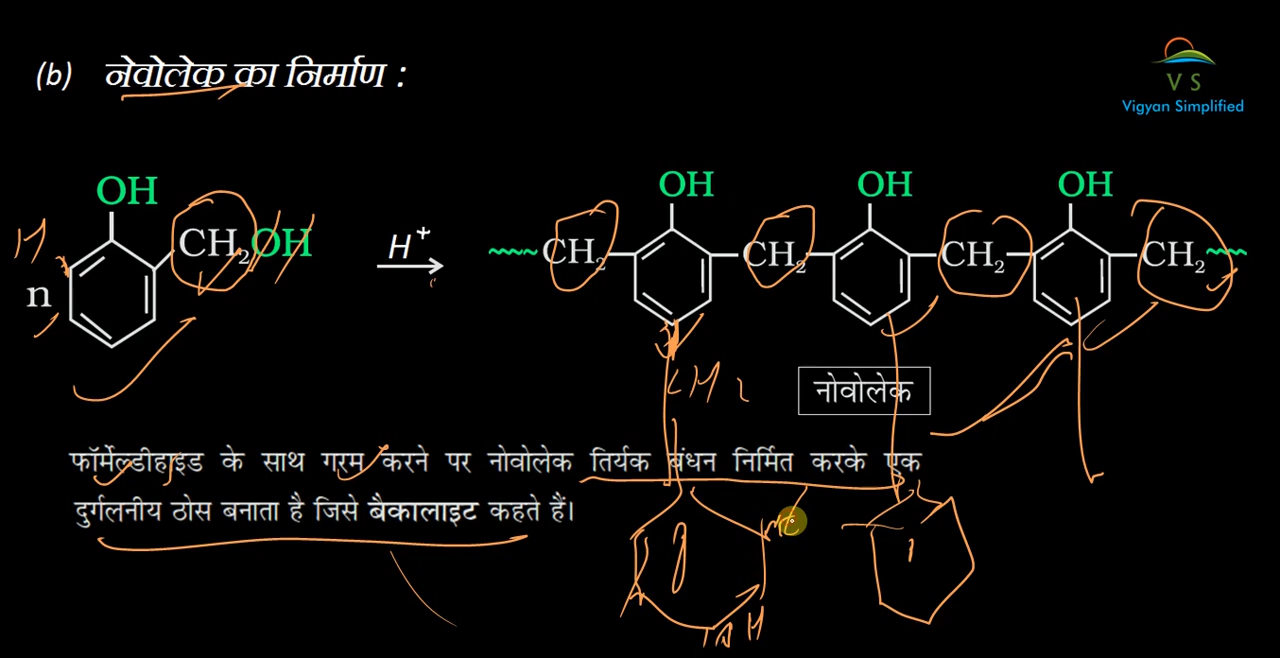 (b) नेवोलेक का निर्माण :
V S
Vigyan Simplified
OH OH OH OH
H CH₂OH H⁺ CH₂ CH₂ CH₂ CH₂
n
CH₂
नोवोलेक
फॉर्मेल्डीहाइड के साथ गरम करने पर नोवोलेक तिर्यक बंधन निर्मित करके एक
दुर्गलनीय ठोस बनाता है जिसे बैकालाइट कहते हैं।